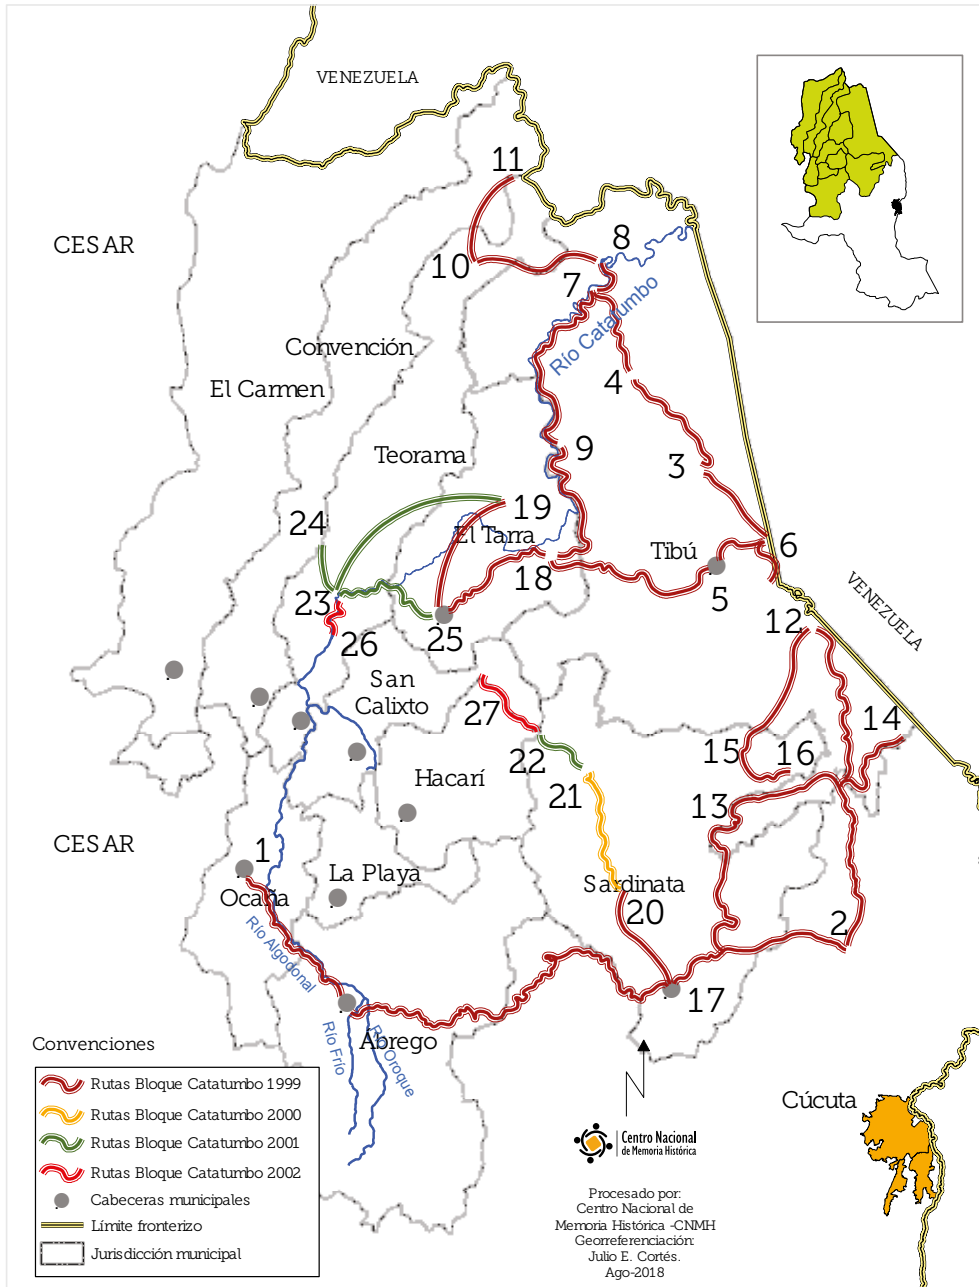 VENEZUELA
11
CESAR
8
10
7
Río Catatumbo
Convención
4
El Carmen
Teorama
9
3
19
24
El Tarra
6
Tibú
18
5
23
VENEZUELA
12
25
26
San
Calixto
27
14
22
15
16
Hacarí
21
13
CESAR
1
La Playa
Sardinata
Ocaña
20
2
Río Algodonal
17
Ábrego
Río Frío
Río Oroque
Convenciones
Rutas Bloque Catatumbo 1999
Rutas Bloque Catatumbo 2000
Rutas Bloque Catatumbo 2001
Rutas Bloque Catatumbo 2002
Cabeceras municipales
Límite fronterizo
Jurisdicción municipal
N
Centro Nacional
de Memoria Histórica
Procesado por:
Centro Nacional de
Memoria Histórica -CNMH
Georreferenciación:
Julio E. Cortés.
Ago-2018
Cúcuta